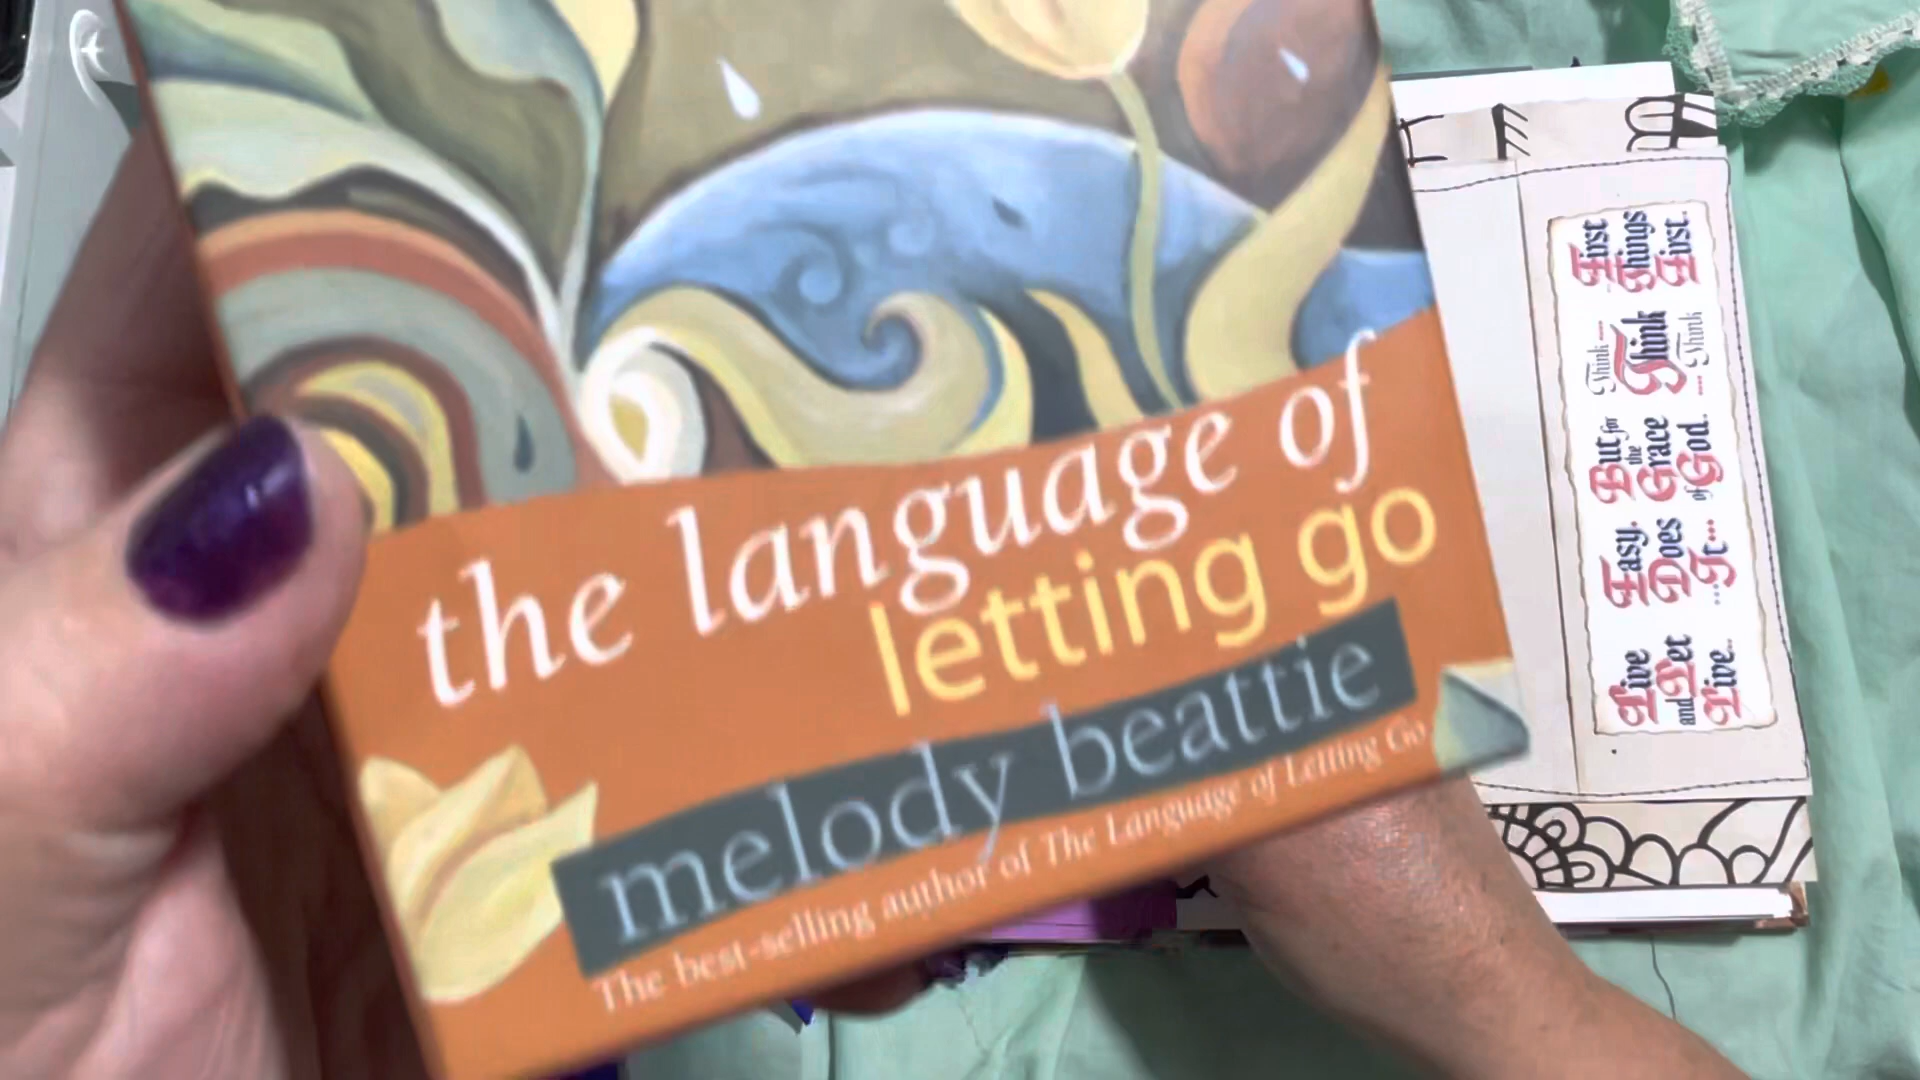 the language of
letting go
melody beattie
The best-selling author of The Language of Letting Go
First
Things
First.
Think
Think
Think
But for
the
Grace
of God.
Easy
Does
It
Live
and Let
Live